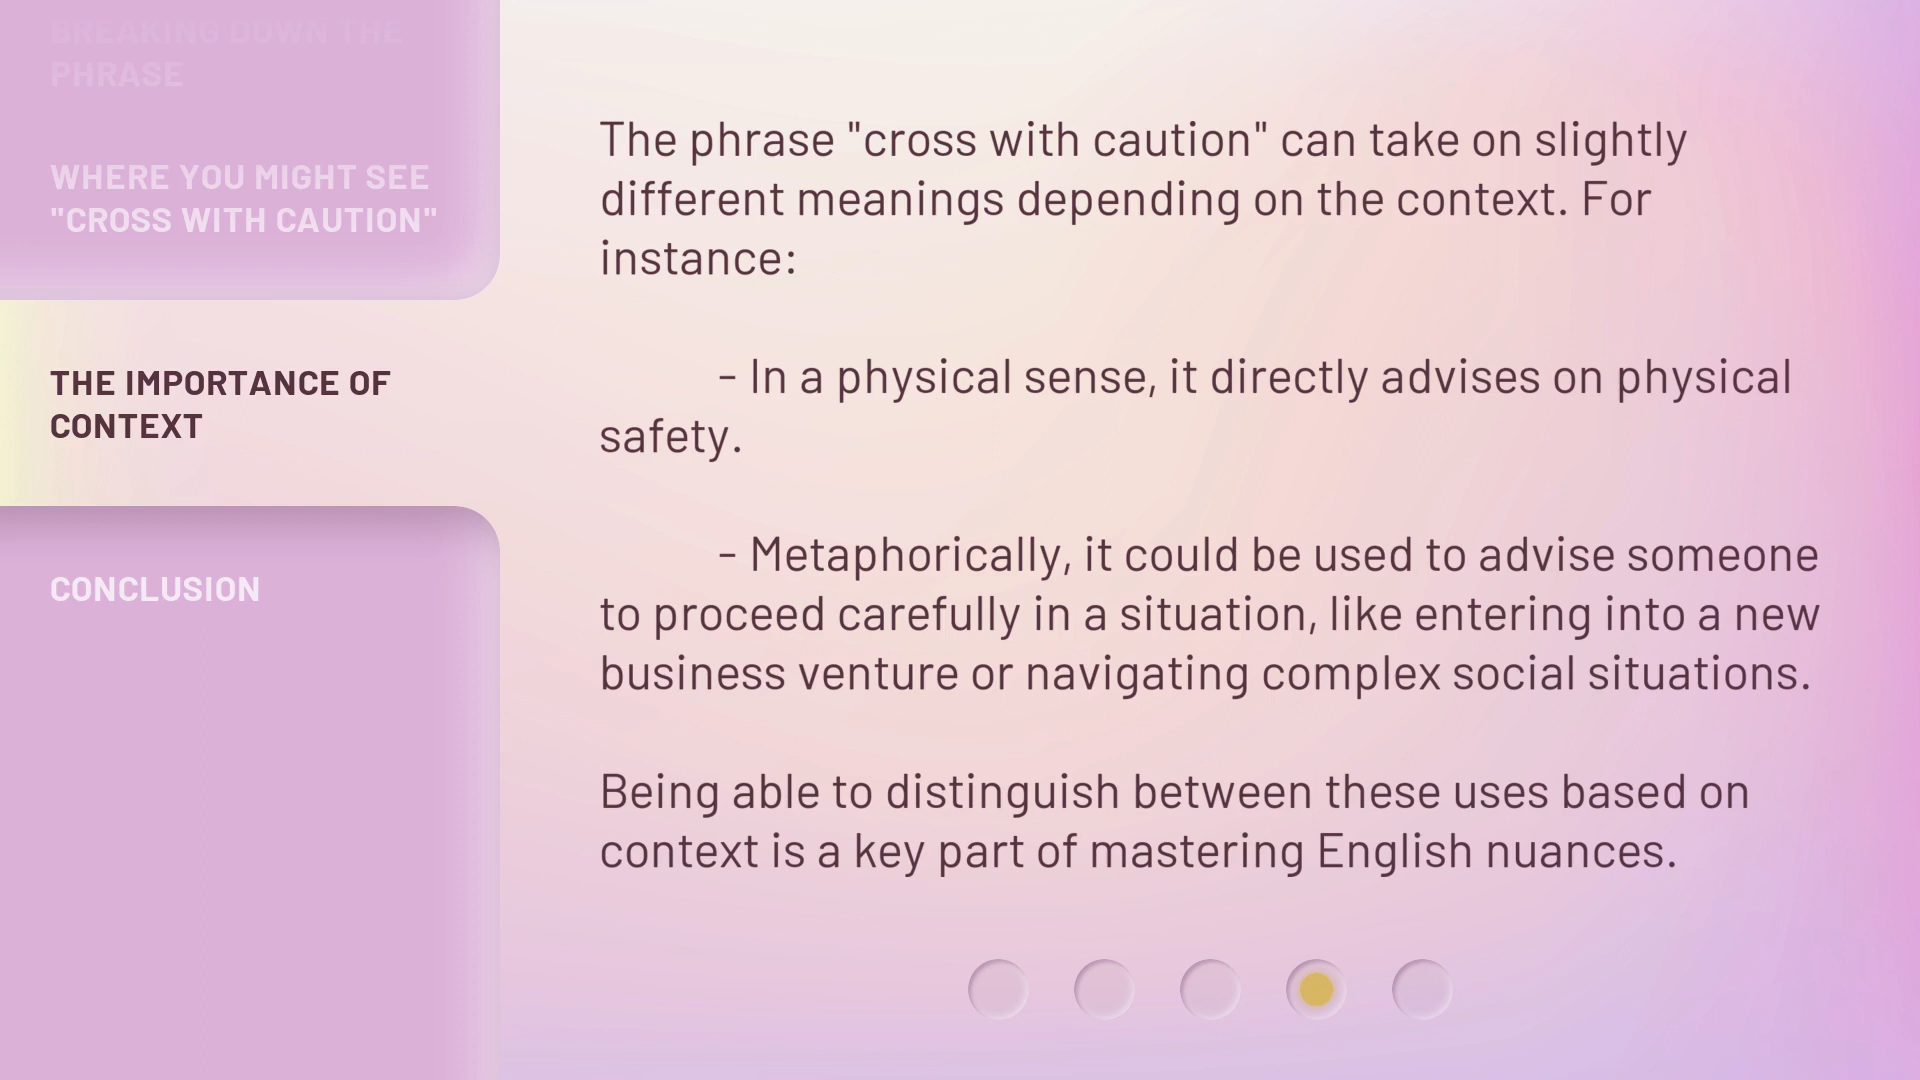 BREAKING DOWN THE
PHRASE
WHERE YOU MIGHT SEE
"CROSS WITH CAUTION"
THE IMPORTANCE OF
CONTEXT
CONCLUSION
The phrase "cross with caution" can take on slightly
different meanings depending on the context. For
instance:
- In a physical sense, it directly advises on physical
safety.
- Metaphorically, it could be used to advise someone
to proceed carefully in a situation, like entering into a new
business venture or navigating complex social situations.
Being able to distinguish between these uses based on
context is a key part of mastering English nuances.